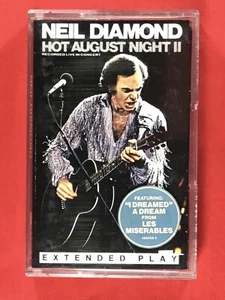 NEIL DIAMOND
HOT AUGUST NIGHT II
RECORDED LIVE IN CONCERT
FEATURING:
"I DREAMED"
A DREAM
FROM
LES
MISERABLES
EXTENDED PLAY